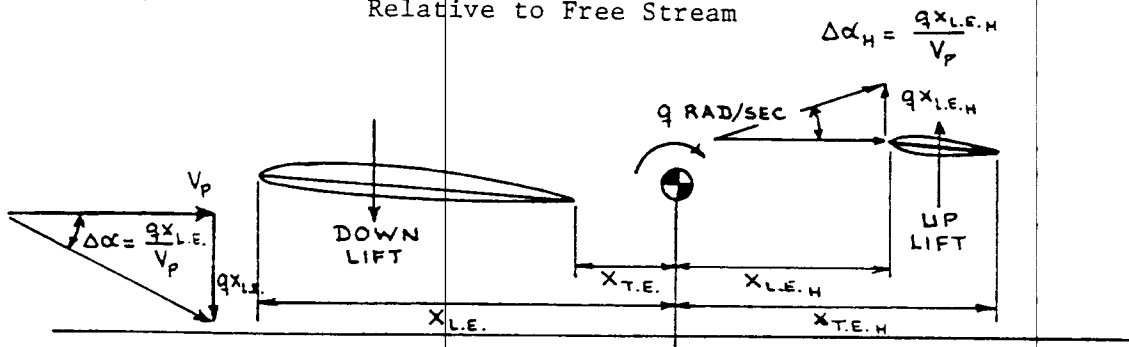 Relative to Free Stream
Δα_H = qx_L.E.H / V_P
q RAD/SEC
qx_L.E.H
V_P
Δα = qx_L.E. / V_P
qx_L.E.
DOWN
LIFT
UP
LIFT
X_T.E.
X_L.E.H
X_L.E.
X_T.E.H